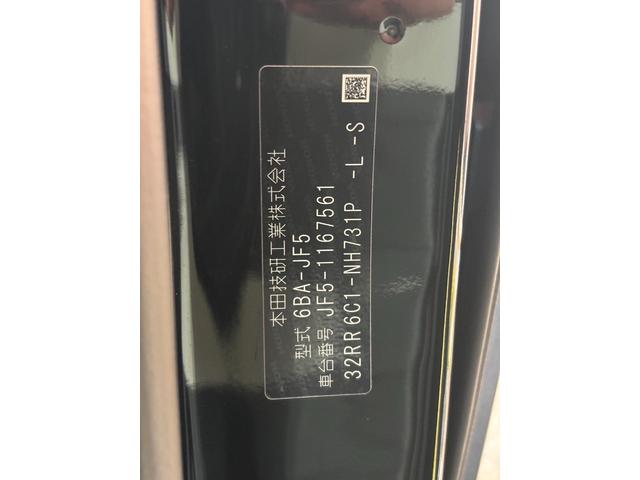 本田技研工業株式会社
型式 6BA-JF5
車台番号 JF5-1167561
32RR6C1-NH731P -L -S